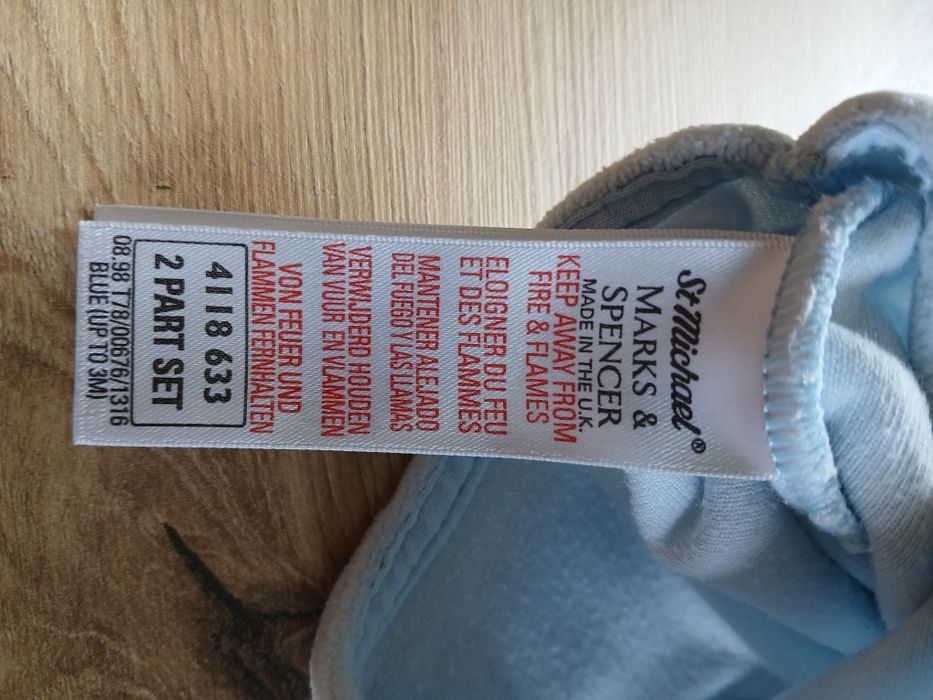 St Michael®
MARKS &
SPENCER
MADE IN THE U.K.
KEEP AWAY FROM
FIRE & FLAMES
ELOIGNER DU FEU
ET DES FLAMMES
MANTENER ALEJADO
DEL FUEGO Y LAS LLAMAS
VERWIJDERD HOUDEN
VAN VUUR EN VLAMMEN
VON FEUER UND
FLAMMEN FERNHALTEN
4118 633
2 PART SET
08.98 T78/00676/1316
BLUE (UP TO 3M)